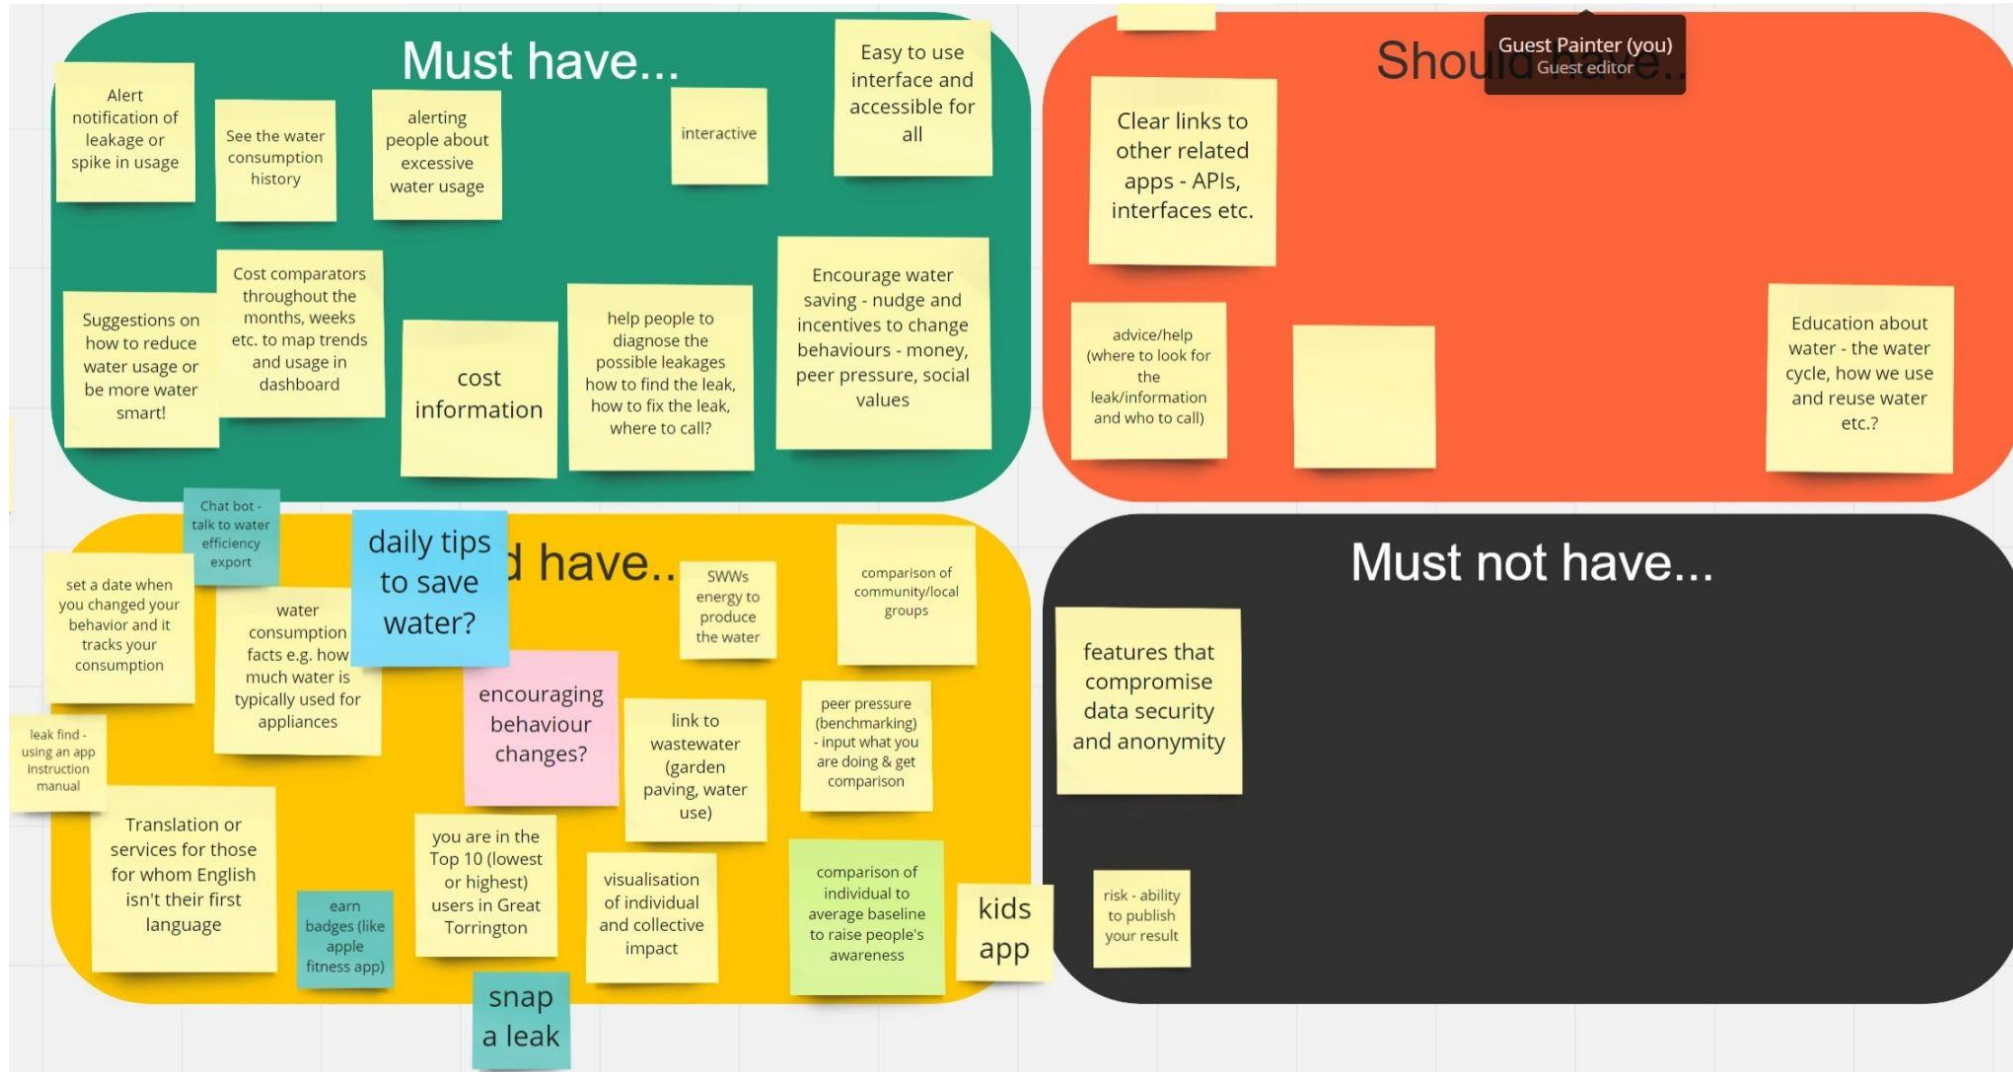 Must have...
Alert
notification of
leakage or
spike in usage
See the water
consumption
history
alerting
people about
excessive
water usage
interactive
Easy to use
interface and
accessible for
all
Suggestions on
how to reduce
water usage or
be more water
smart!
Cost comparators
throughout the
months, weeks
etc. to map trends
and usage in
dashboard
cost
information
help people to
diagnose the
possible leakages
how to find the leak,
how to fix the leak,
where to call?
Encourage water
saving - nudge and
incentives to change
behaviours - money,
peer pressure, social
values
Should have...
Guest Painter (you)
Guest editor
Clear links to
other related
apps - APIs,
interfaces etc.
advice/help
(where to look for
the
leak/information
and who to call)
Education about
water - the water
cycle, how we use
and reuse water
etc.?
d have...
Chat bot -
talk to water
efficiency
export
set a date when
you changed your
behavior and it
tracks your
consumption
water
consumption
facts e.g. how
much water is
typically used for
appliances
daily tips
to save
water?
encouraging
behaviour
changes?
SWWs
energy to
produce
the water
comparison of
community/local
groups
leak find -
using an app
instruction
manual
link to
wastewater
(garden
paving, water
use)
peer pressure
(benchmarking)
- input what you
are doing & get
comparison
Translation or
services for those
for whom English
isn't their first
language
earn
badges (like
apple
fitness app)
you are in the
Top 10 (lowest
or highest)
users in Great
Torrington
visualisation
of individual
and collective
impact
comparison of
individual to
average baseline
to raise people's
awareness
kids
app
snap
a leak
Must not have...
features that
compromise
data security
and anonymity
risk - ability
to publish
your result